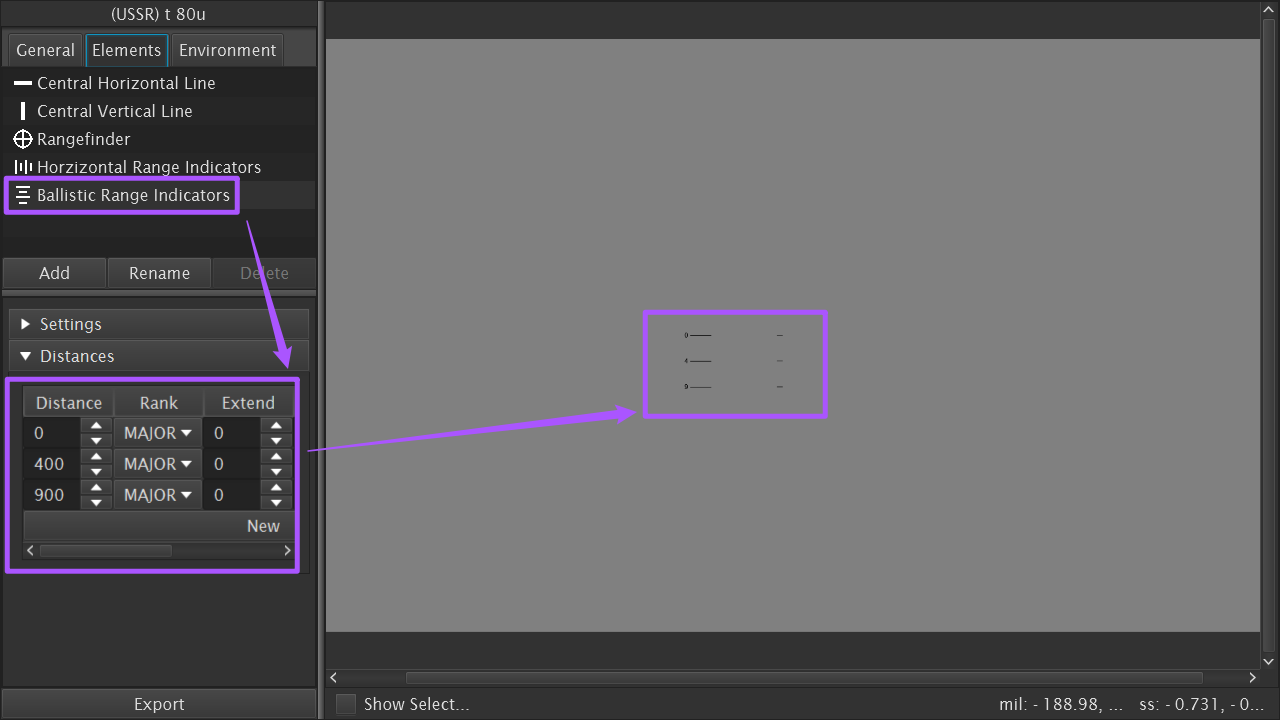 (USSR) t 80u
General Elements Environment
Central Horizontal Line
Central Vertical Line
Rangefinder
Horzizontal Range Indicators
Ballistic Range Indicators
Add Rename Delete
Settings
Distances
Distance Rank Extend
0 MAJOR 0
400 MAJOR 0
900 MAJOR 0
New
Export
0
4
9
Show Select...
mil: - 188.98, ... ss: - 0.731, - 0...